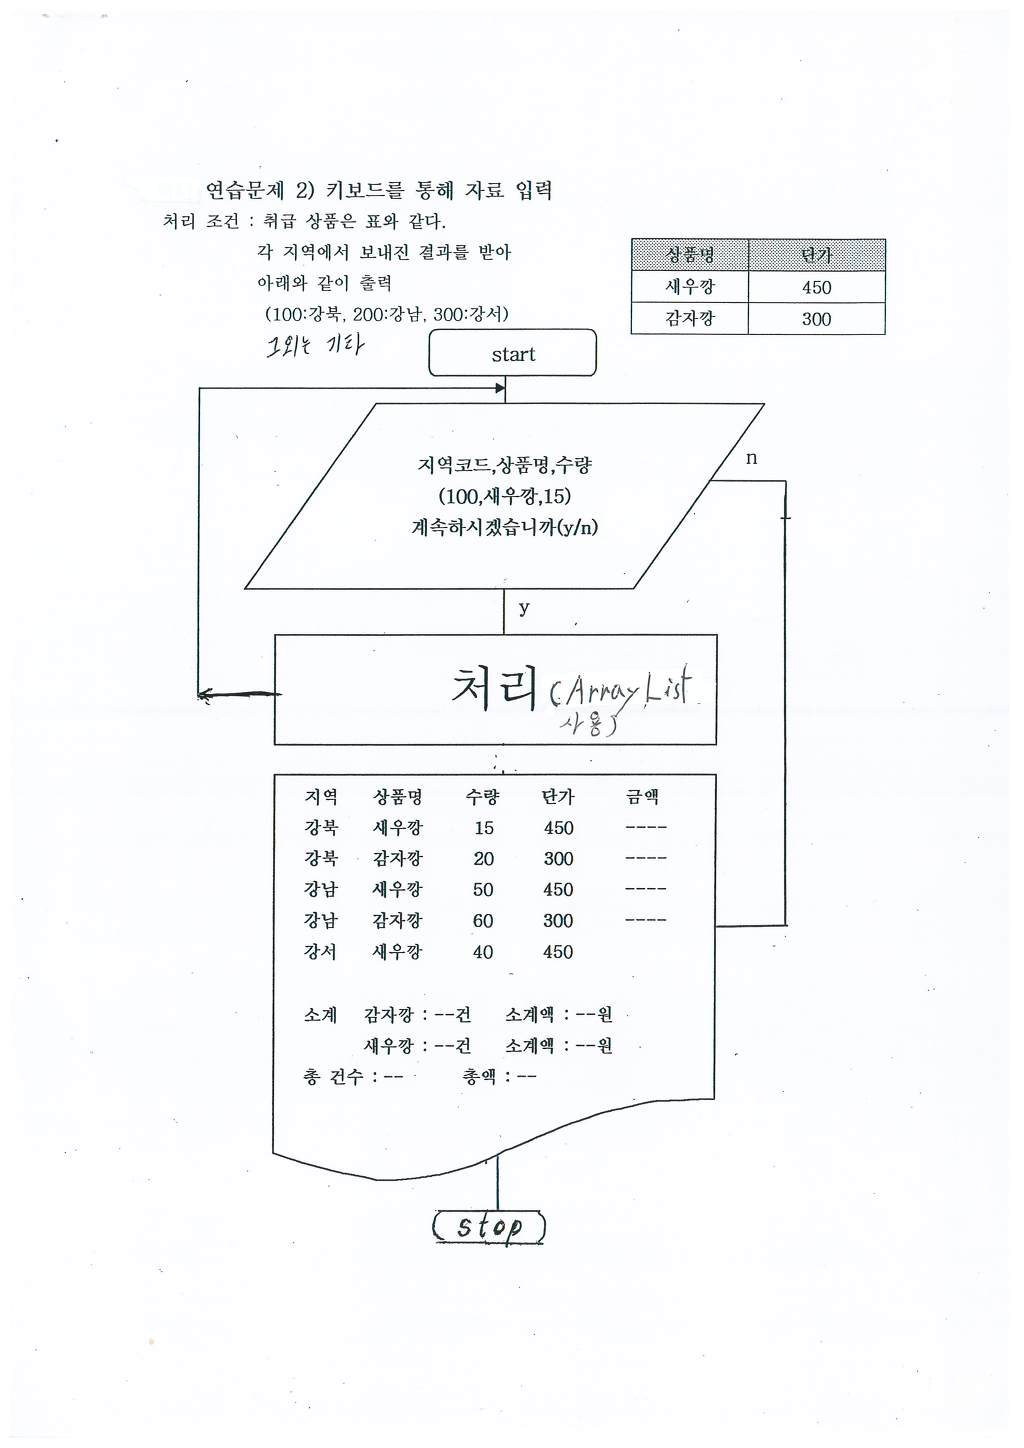 연습문제 2) 키보드를 통해 자료 입력
처리 조건 : 취급 상품은 표와 같다.
각 지역에서 보내진 결과를 받아
아래와 같이 출력
(100:강북, 200:강남, 300:강서)
그외는 기타
상품명 단가
새우깡 450
감자깡 300
start
지역코드,상품명,수량
(100,새우깡,15)
계속하시겠습니까(y/n)
n
y
처리 (ArrayList
사용)
지역 상품명 수량 단가 금액
강북 새우깡 15 450 ----
강북 감자깡 20 300 ----
강남 새우깡 50 450 ----
강남 감자깡 60 300 ----
강서 새우깡 40 450
소계 감자깡 : --건 소계액 : --원
새우깡 : --건 소계액 : --원
총 건수 : -- 총액 : --
stop